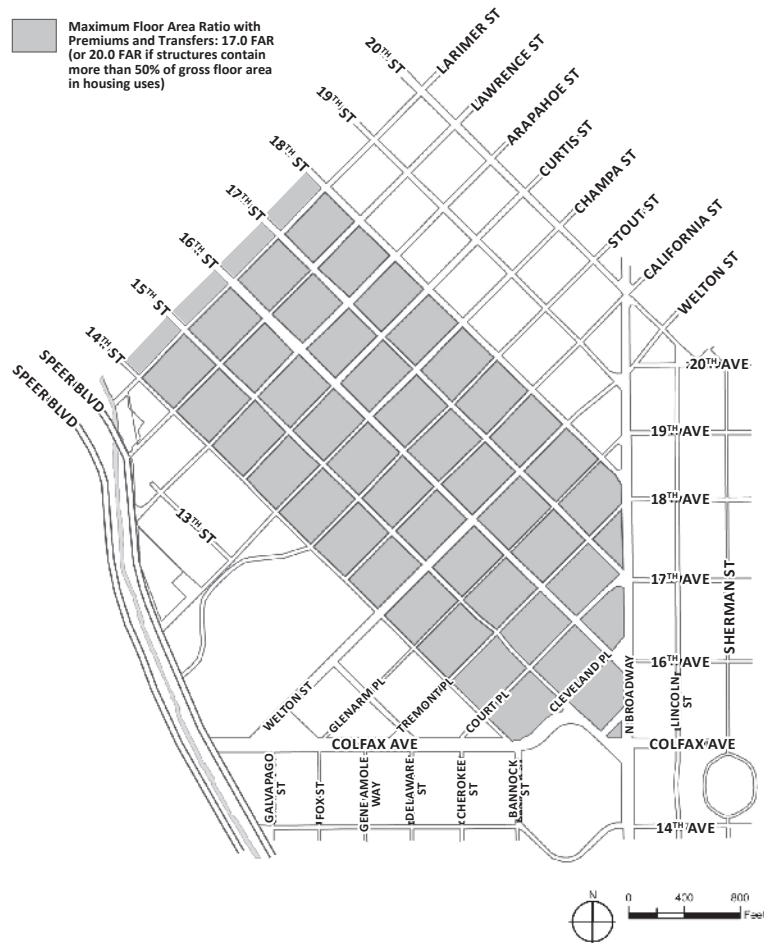 Maximum Floor Area Ratio with
Premiums and Transfers: 17.0 FAR
(or 20.0 FAR if structures contain
more than 50% of gross floor area
in housing uses)
LARIMER ST
20TH ST
LAWRENCE ST
19TH ST
ARAPAHOE ST
18TH ST
CURTIS ST
17TH ST
CHAMPA ST
16TH ST
STOUT ST
15TH ST
CALIFORNIA ST
14TH ST
WELTON ST
SPEER BLVD
SPEER BLVD
20TH AVE
19TH AVE
18TH AVE
13TH ST
17TH AVE
SHERMAN ST
16TH AVE
N BROADWAY
LINCOLN
ST
CLEVELAND PL
COURT PL
TREMONT PL
GLENARM PL
WELTON ST
COLFAX AVE
COLFAX AVE
GALVAPAGO
ST
FOX ST
GENE AMOLE
WAY
DELAWARE
ST
CHEROKEE
ST
BANNOCK
ST
14TH AVE
N
0 400 800
Feet